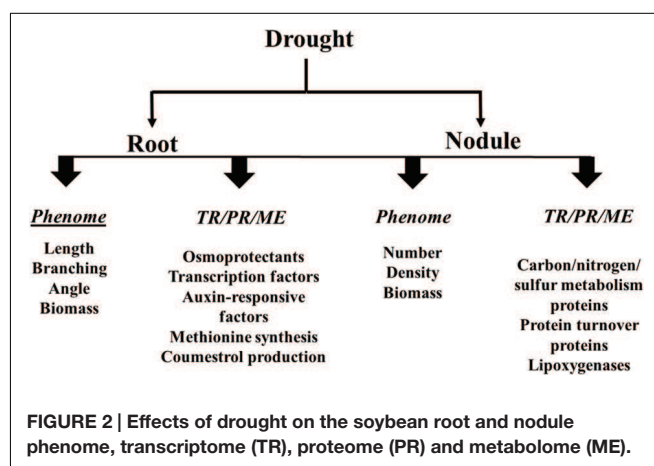 Drought
Root
Nodule
Phenome
Length
Branching
Angle
Biomass
TR/PR/ME
Osmoprotectants
Transcription factors
Auxin-responsive
factors
Methionine synthesis
Coumestrol production
Phenome
Number
Density
Biomass
TR/PR/ME
Carbon/nitrogen/
sulfur metabolism
proteins
Protein turnover
proteins
Lipoxygenases
FIGURE 2 | Effects of drought on the soybean root and nodule
phenome, transcriptome (TR), proteome (PR) and metabolome (ME).